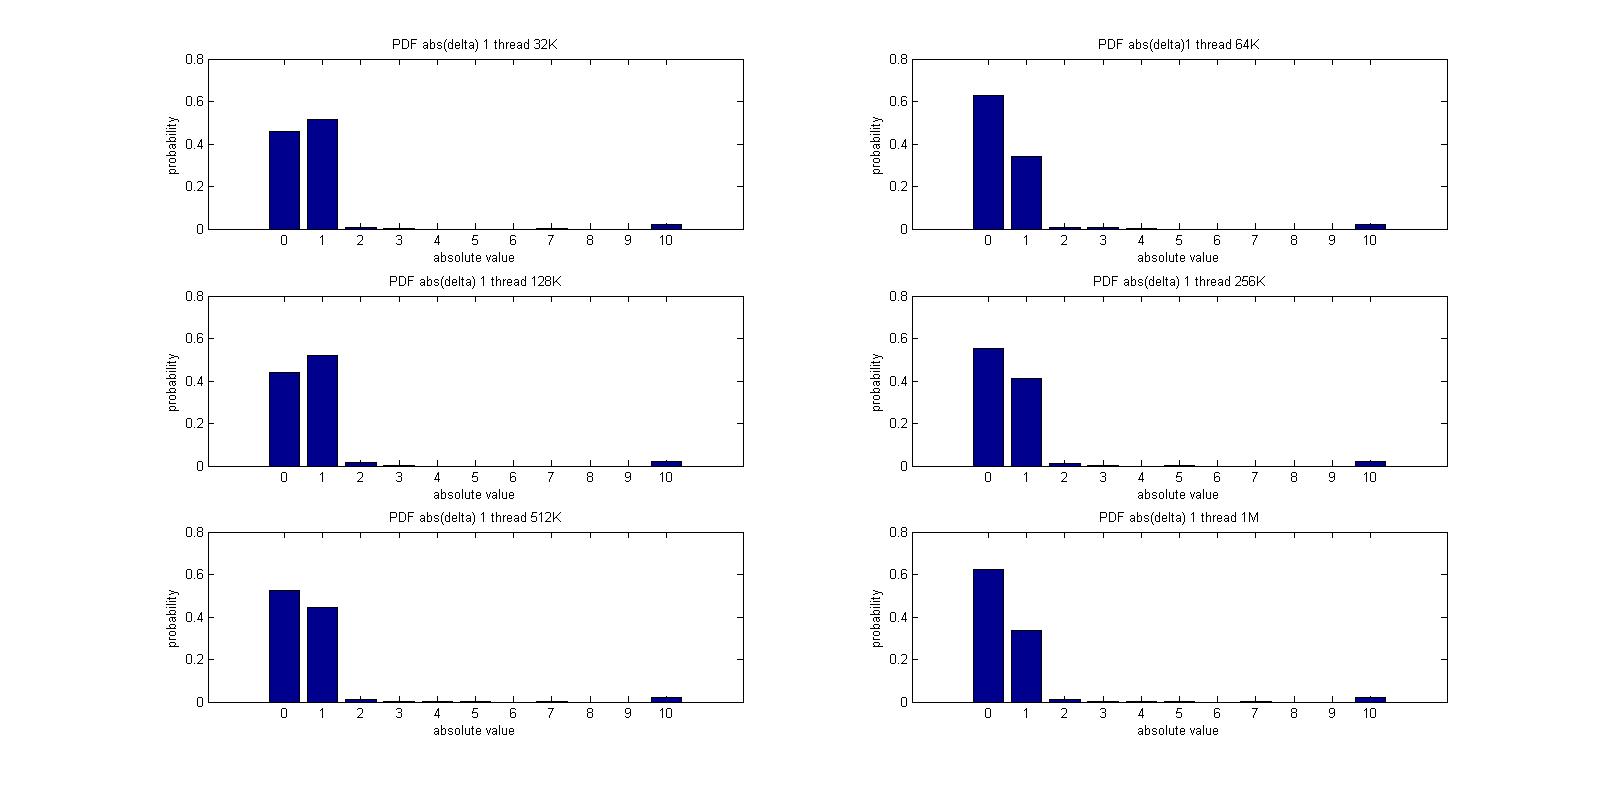 PDF abs(delta) 1 thread 32K
0.8
0.6
0.4
0.2
0
probability
0 1 2 3 4 5 6 7 8 9 10
absolute value
PDF abs(delta)1 thread 64K
0.8
0.6
0.4
0.2
0
probability
0 1 2 3 4 5 6 7 8 9 10
absolute value
PDF abs(delta) 1 thread 128K
0.8
0.6
0.4
0.2
0
probability
0 1 2 3 4 5 6 7 8 9 10
absolute value
PDF abs(delta) 1 thread 256K
0.8
0.6
0.4
0.2
0
probability
0 1 2 3 4 5 6 7 8 9 10
absolute value
PDF abs(delta) 1 thread 512K
0.8
0.6
0.4
0.2
0
probability
0 1 2 3 4 5 6 7 8 9 10
absolute value
PDF abs(delta) 1 thread 1M
0.8
0.6
0.4
0.2
0
probability
0 1 2 3 4 5 6 7 8 9 10
absolute value